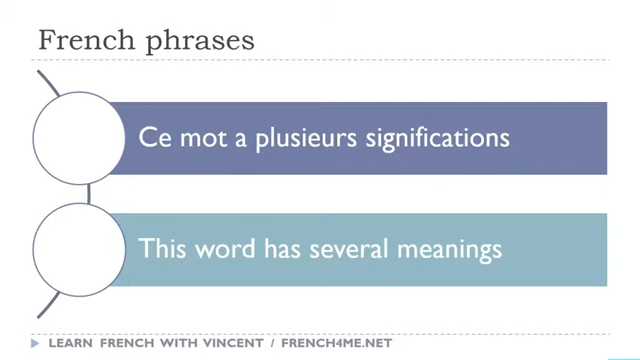 French phrases
Ce mot a plusieurs significations
This word has several meanings
LEARN FRENCH WITH VINCENT / FRENCH4ME.NET